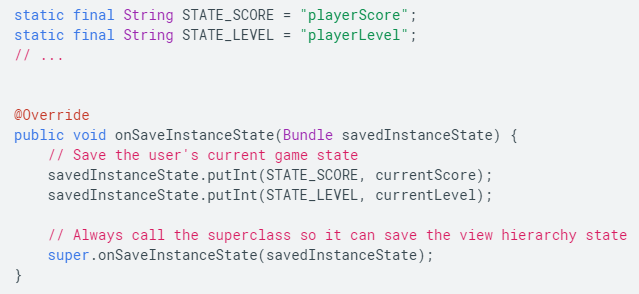 static final String STATE_SCORE = "playerScore";
static final String STATE_LEVEL = "playerLevel";
// ...
@Override
public void onSaveInstanceState(Bundle savedInstanceState) {
    // Save the user's current game state
    savedInstanceState.putInt(STATE_SCORE, currentScore);
    savedInstanceState.putInt(STATE_LEVEL, currentLevel);
    // Always call the superclass so it can save the view hierarchy state
    super.onSaveInstanceState(savedInstanceState);
}